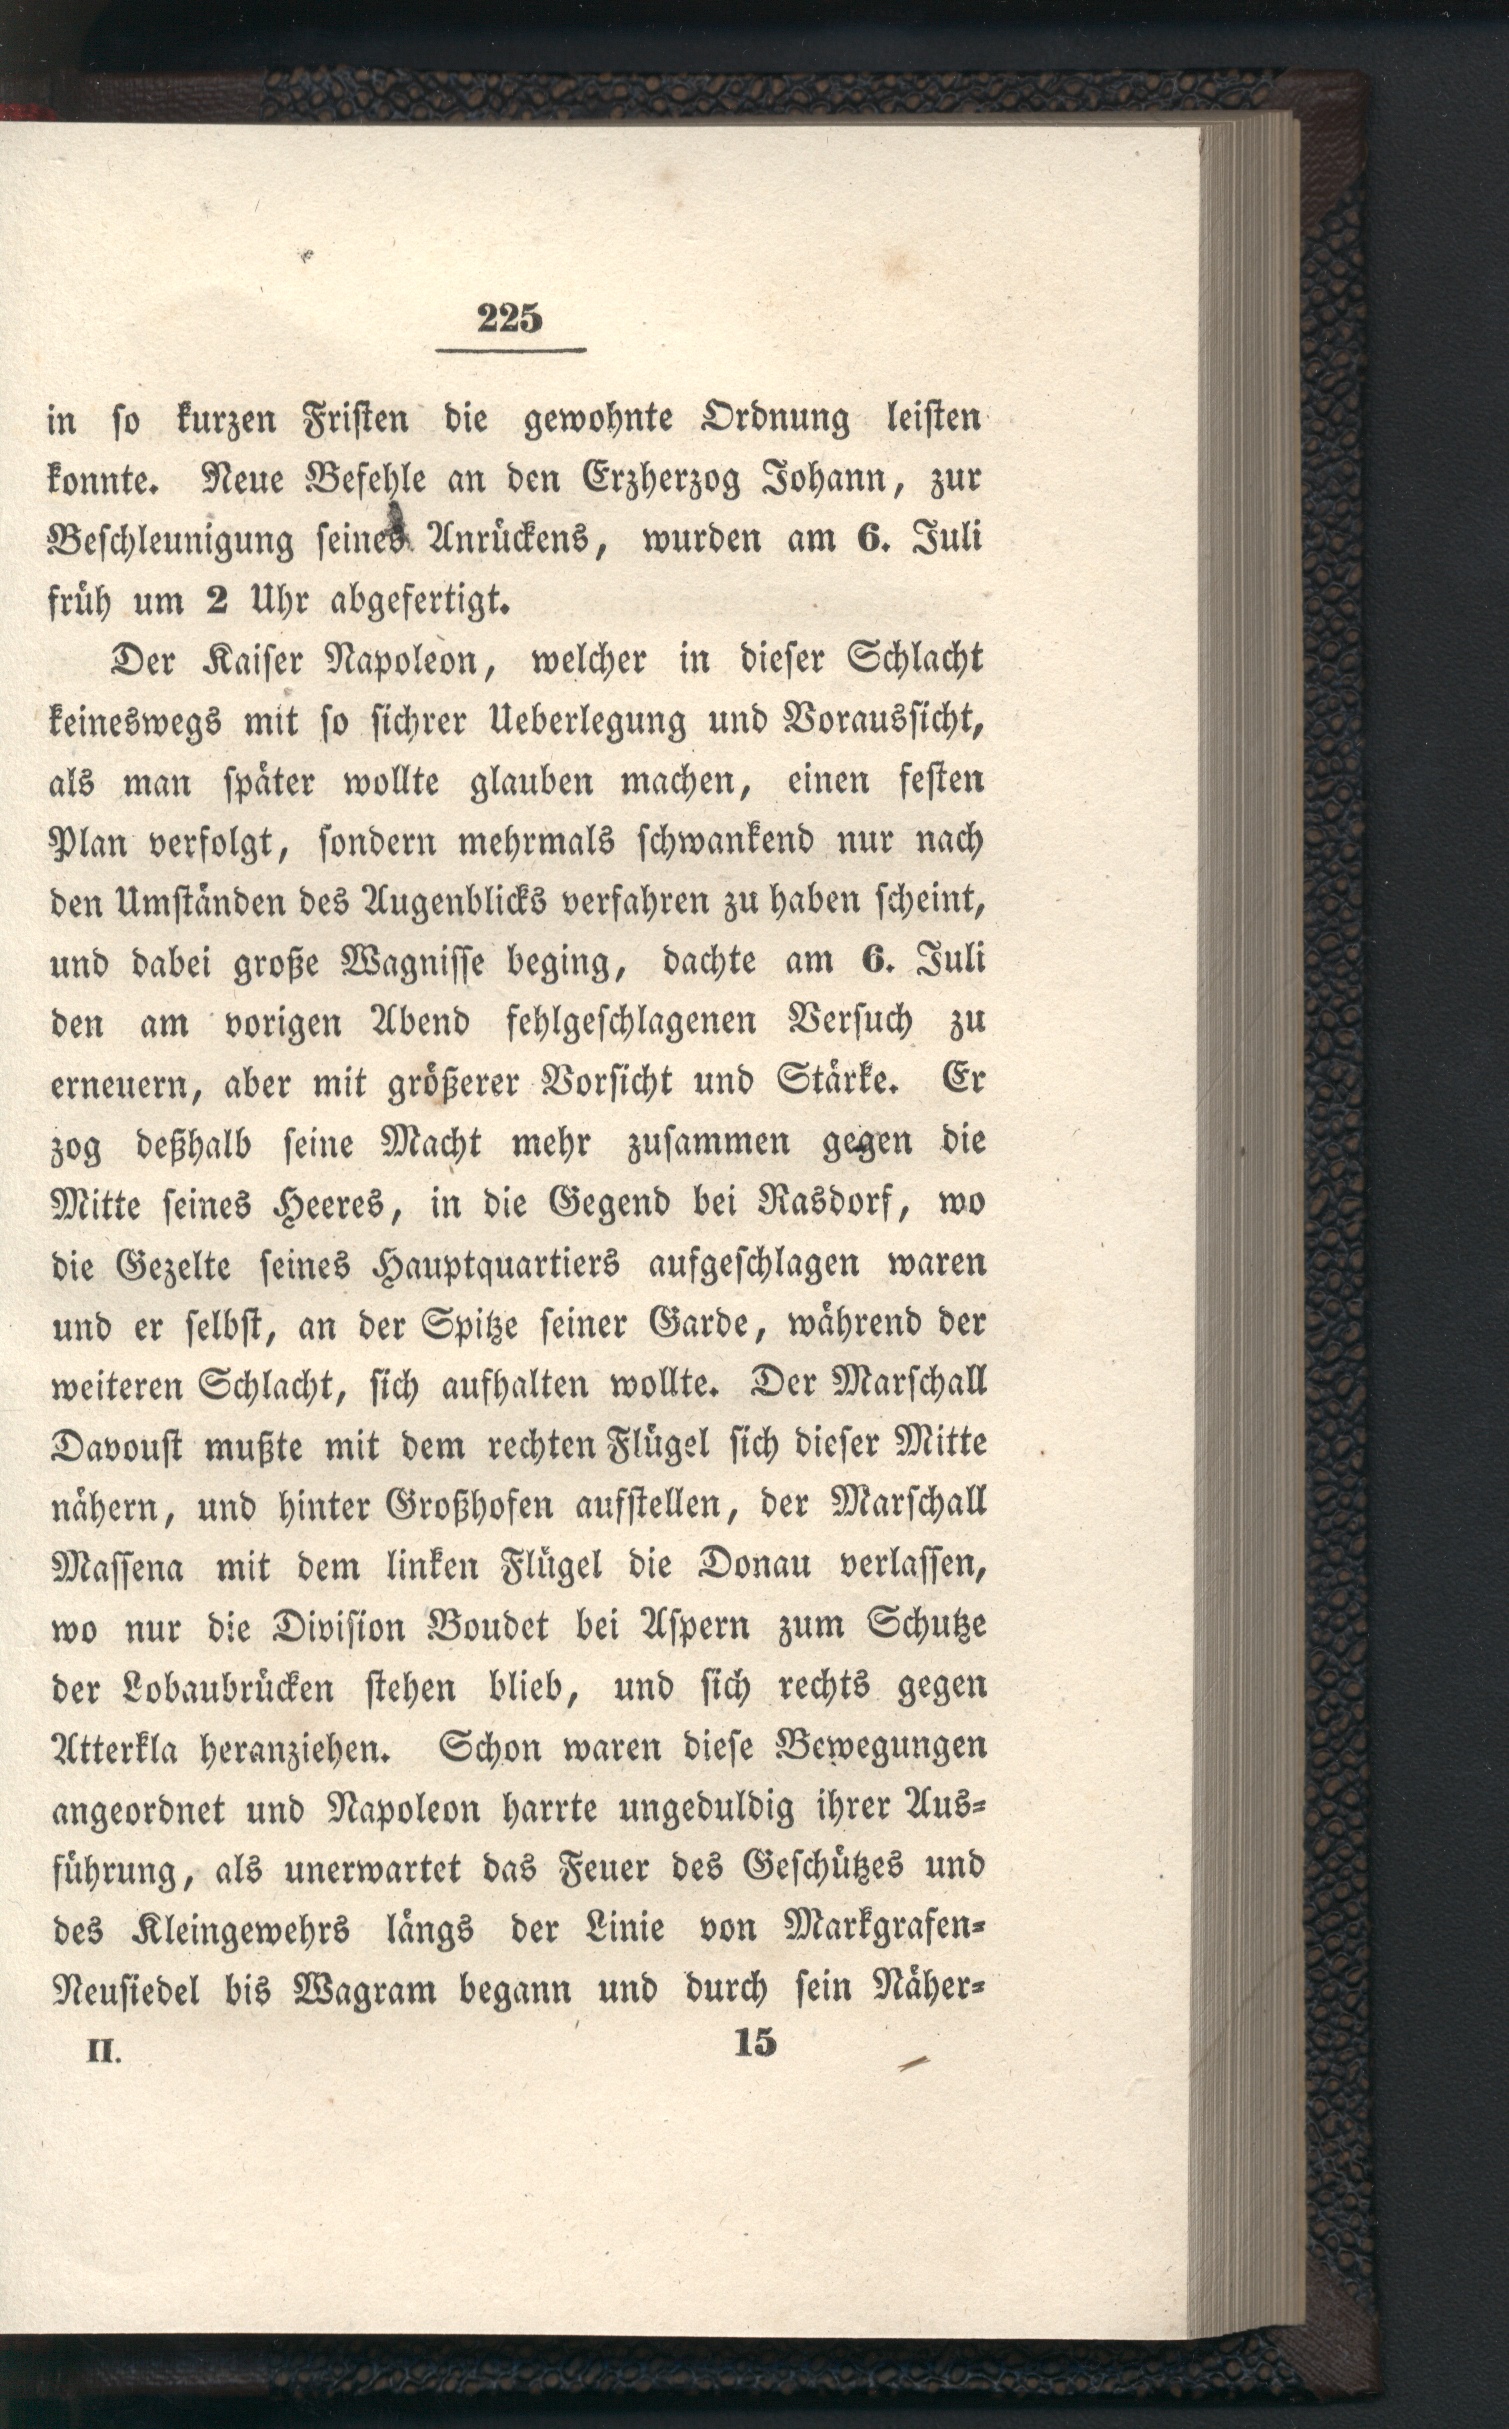 225
in so kurzen Fristen die gewohnte Ordnung leisten
konnte. Neue Befehle an den Erzherzog Johann, zur
Beschleunigung seines Anrückens, wurden am 6. Juli
früh um 2 Uhr abgefertigt.
Der Kaiser Napoleon, welcher in dieser Schlacht
keineswegs mit so sichrer Ueberlegung und Voraussicht,
als man später wollte glauben machen, einen festen
Plan verfolgt, sondern mehrmals schwankend nur nach
den Umständen des Augenblicks verfahren zu haben scheint,
und dabei große Wagnisse beging, dachte am 6. Juli
den am vorigen Abend fehlgeschlagenen Versuch zu
erneuern, aber mit größerer Vorsicht und Stärke. Er
zog deßhalb seine Macht mehr zusammen gegen die
Mitte seines Heeres, in die Gegend bei Rasdorf, wo
die Gezelte seines Hauptquartiers aufgeschlagen waren
und er selbst, an der Spitze seiner Garde, während der
weiteren Schlacht, sich aufhalten wollte. Der Marschall
Davoust mußte mit dem rechten Flügel sich dieser Mitte
nähern, und hinter Großhofen aufstellen, der Marschall
Massena mit dem linken Flügel die Donau verlassen,
wo nur die Division Boudet bei Aspern zum Schutze
der Lobaubrücken stehen blieb, und sich rechts gegen
Atterkla heranziehen. Schon waren diese Bewegungen
angeordnet und Napoleon harrte ungeduldig ihrer Aus-
führung, als unerwartet das Feuer des Geschützes und
des Kleingewehrs längs der Linie von Markgrafen-
Neusiedel bis Wagram begann und durch sein Näher-
II. 15